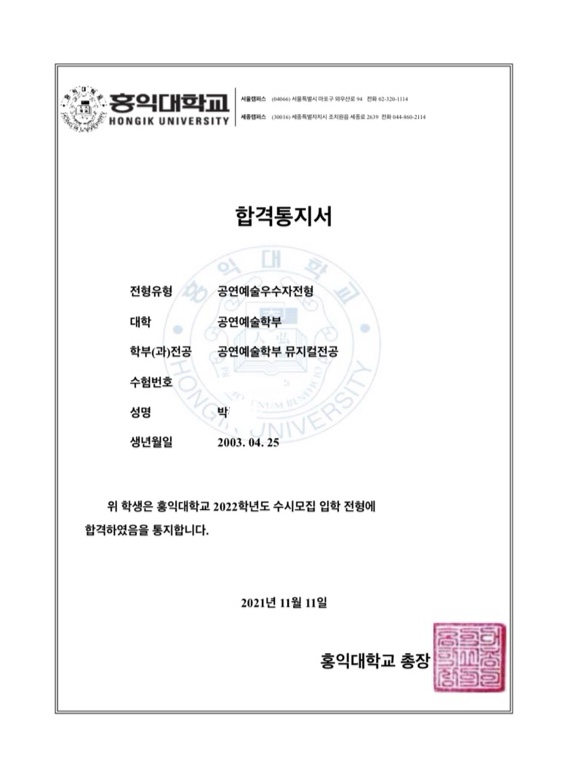 홍익대학교
HONGIK UNIVERSITY
서울캠퍼스 (04066) 서울특별시 마포구 와우산로 94 전화 02-320-1114
세종캠퍼스 (30016) 세종특별자치시 조치원읍 세종로 2639 전화 044-860-2114
합격통지서
홍익대학교
전형유형 공연예술우수자전형
대학 공연예술학부
학부(과)전공 공연예술학부 뮤지컬전공
수험번호
성명 박
생년월일 2003. 04. 25
HONGIK UNIVERSITY
위 학생은 홍익대학교 2022학년도 수시모집 입학 전형에
합격하였음을 통지합니다.
2021년 11월 11일
홍익대학교 총장